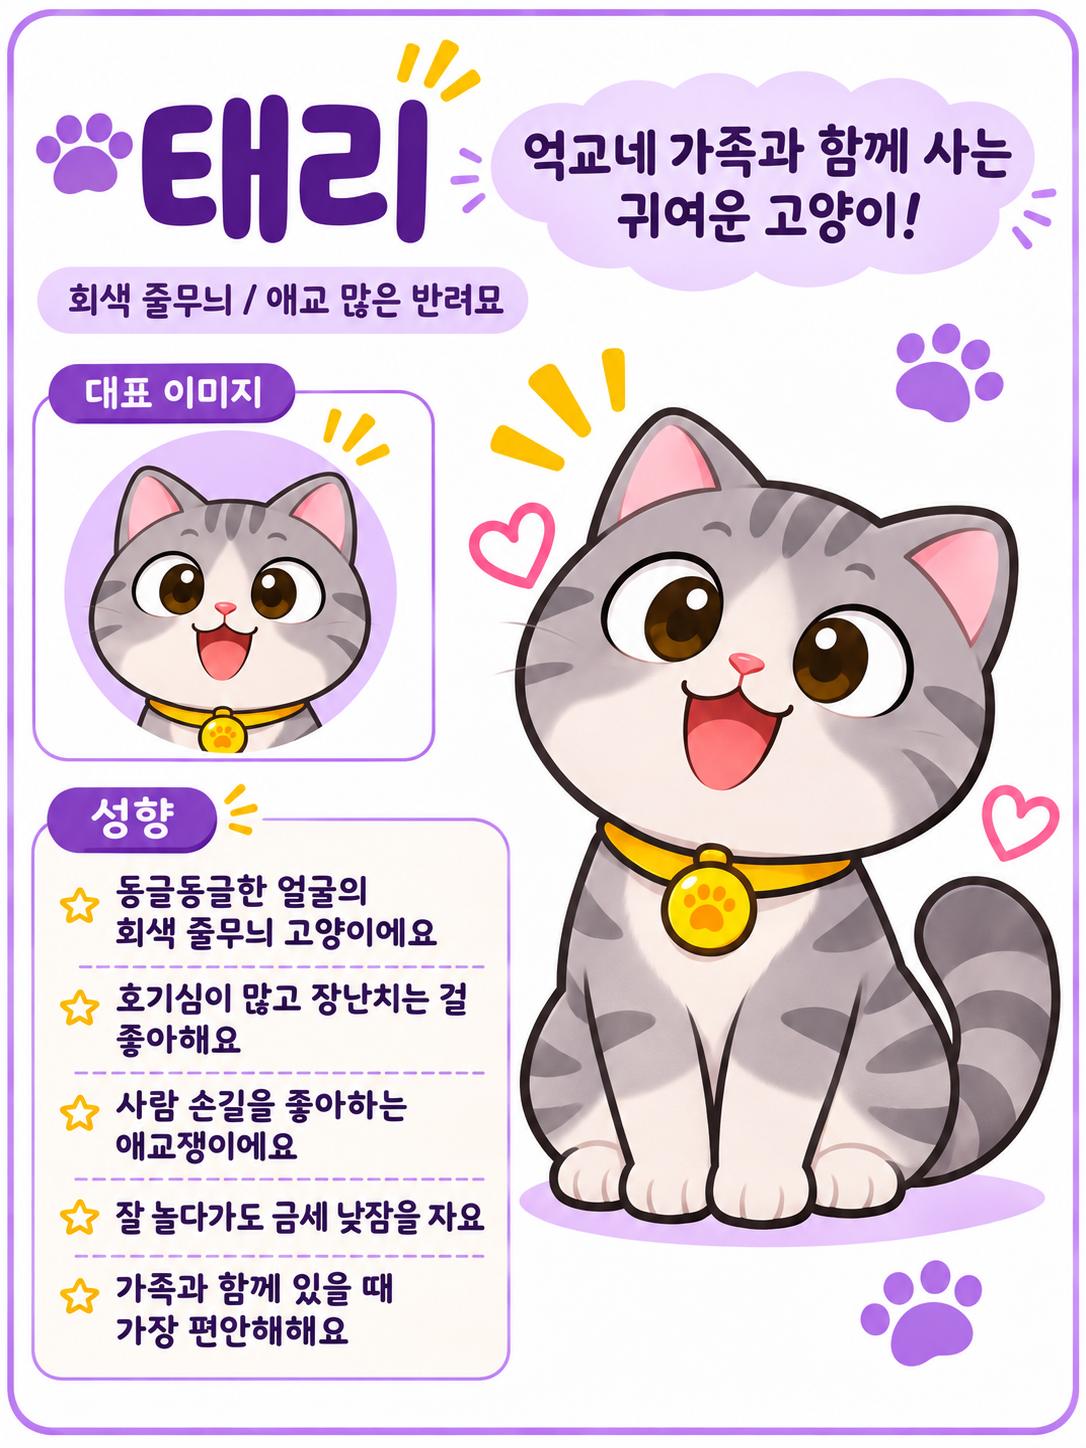 태리
억교네 가족과 함께 사는
귀여운 고양이!
회색 줄무늬 / 애교 많은 반려묘
대표 이미지
성향
동글동글한 얼굴의
회색 줄무늬 고양이에요
호기심이 많고 장난치는 걸
좋아해요
사람 손길을 좋아하는
애교쟁이에요
잘 놀다가도 금세 낮잠을 자요
가족과 함께 있을 때
가장 편안해해요